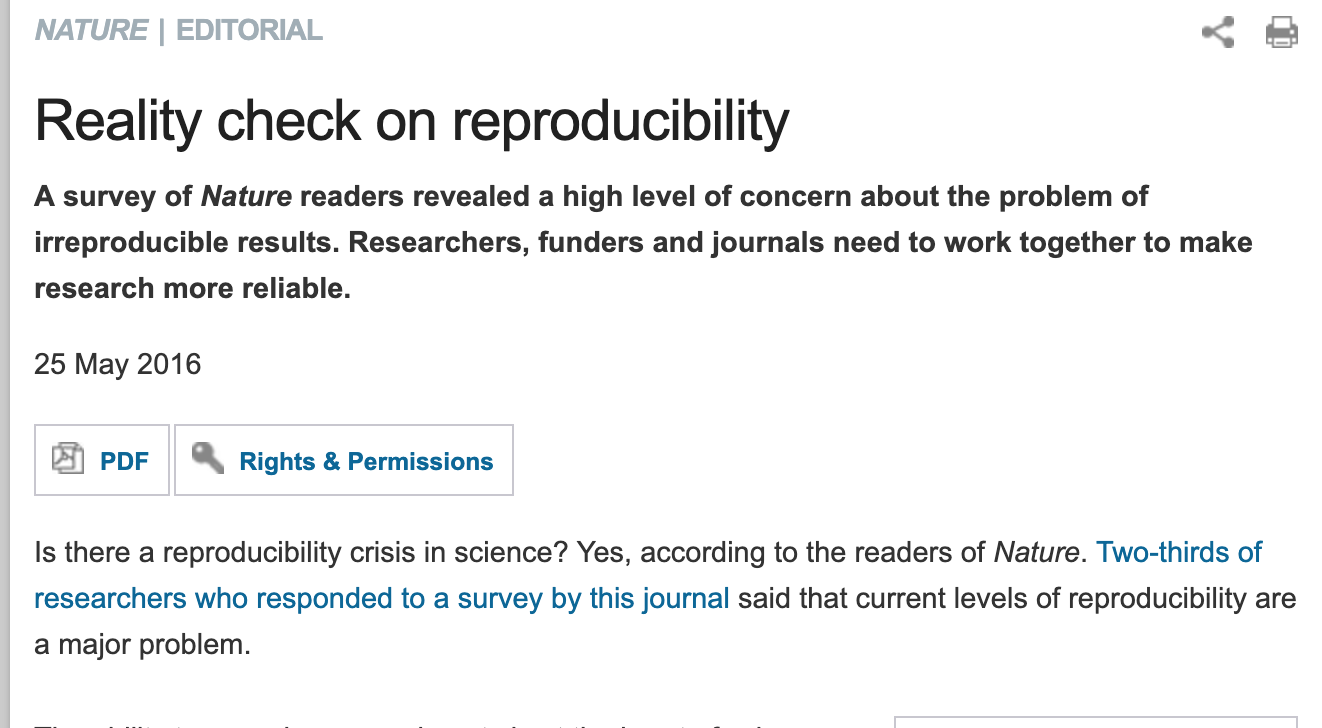 NATURE | EDITORIAL
Reality check on reproducibility
A survey of Nature readers revealed a high level of concern about the problem of
irreproducible results. Researchers, funders and journals need to work together to make
research more reliable.
25 May 2016
PDF Rights & Permissions
Is there a reproducibility crisis in science? Yes, according to the readers of Nature. Two-thirds of
researchers who responded to a survey by this journal said that current levels of reproducibility are
a major problem.